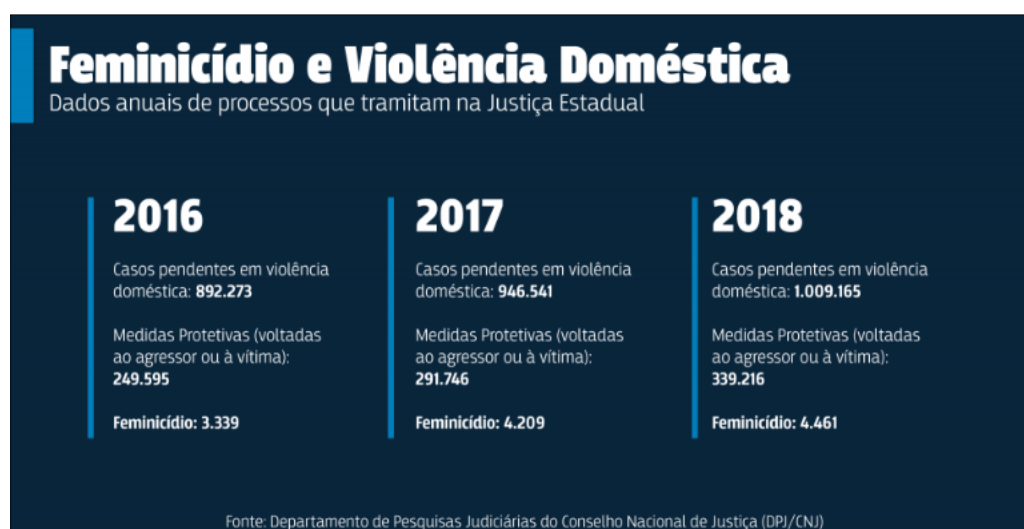 Feminicídio e Violência Doméstica
Dados anuais de processos que tramitam na Justiça Estadual
2016
Casos pendentes em violência
doméstica: 892.273
Medidas Protetivas (voltadas
ao agressor ou à vítima):
249.595
Feminicídio: 3.339
2017
Casos pendentes em violência
doméstica: 946.541
Medidas Protetivas (voltadas
ao agressor ou à vítima):
291.746
Feminicídio: 4.209
2018
Casos pendentes em violência
doméstica: 1.009.165
Medidas Protetivas (voltadas
ao agressor ou à vítima):
339.216
Feminicídio: 4.461
Fonte: Departamento de Pesquisas Judiciárias do Conselho Nacional de Justiça (DPJ/CNJ)